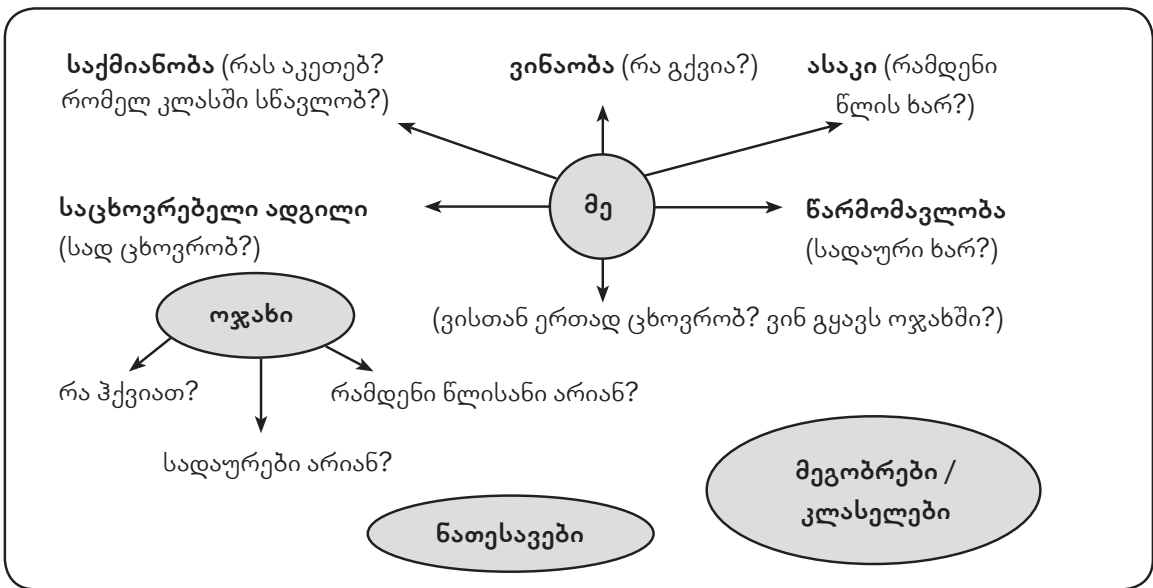 საქმიანობა (რას აკეთებ?
რომელ კლასში სწავლობ?)
ვინაობა (რა გქვია?)
ასაკი (რამდენი
წლის ხარ?)
მე
საცხოვრებელი ადგილი
(სად ცხოვრობ?)
წარმომავლობა
(სადაური ხარ?)
(ვისთან ერთად ცხოვრობ? ვინ გყავს ოჯახში?)
ოჯახი
რა ჰქვიათ?
რამდენი წლისანი არიან?
სადაურები არიან?
მეგობრები /
კლასელები
ნათესავები